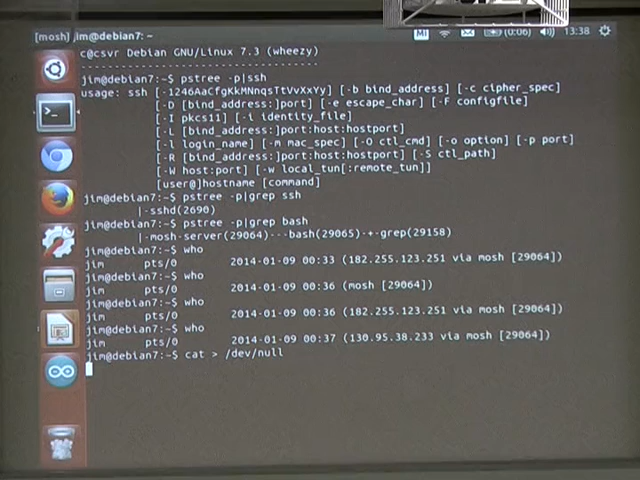 [mosh] jim@debian7: ~
Mi
(0:06)
13:38
c@csvr Debian GNU/Linux 7.3 (wheezy)
-------------------------------------
jim@debian7:~$ pstree -p|ssh
usage: ssh [-1246AaCfgKkMNnqsTtVvXxYy] [-b bind_address] [-c cipher_spec]
[-D [bind_address:]port] [-e escape_char] [-F configfile]
[-I pkcs11] [-i identity_file]
[-L [bind_address:]port:host:hostport]
[-l login_name] [-m mac_spec] [-O ctl_cmd] [-o option] [-p port]
[-R [bind_address:]port:host:hostport] [-S ctl_path]
[-W host:port] [-w local_tun[:remote_tun]]
[user@]hostname [command]
jim@debian7:~$ pstree -p|grep ssh
|-sshd(2690)
jim@debian7:~$ pstree -p|grep bash
|-mosh-server(29064)---bash(29065)-+-grep(29158)
jim@debian7:~$ who
jim pts/0 2014-01-09 00:33 (182.255.123.251 via mosh [29064])
jim@debian7:~$ who
jim pts/0 2014-01-09 00:36 (mosh [29064])
jim@debian7:~$ who
jim pts/0 2014-01-09 00:36 (182.255.123.251 via mosh [29064])
jim@debian7:~$ who
jim pts/0 2014-01-09 00:37 (130.95.38.233 via mosh [29064])
jim@debian7:~$ cat > /dev/null